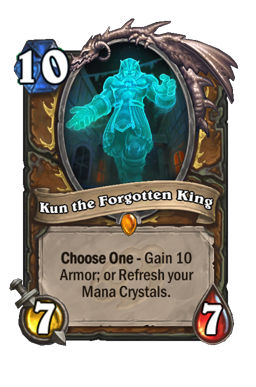 10
Kun the Forgotten King
Choose One - Gain 10
Armor; or Refresh your
Mana Crystals.
7
7